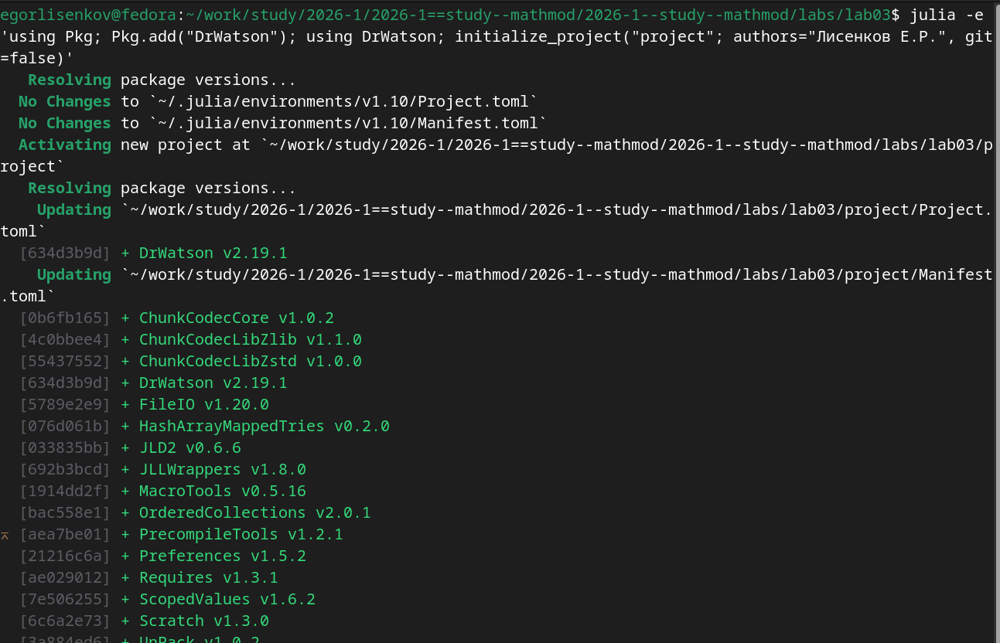 egorlisenkov@fedora:~/work/study/2026-1/2026-1==study--mathmod/2026-1--study--mathmod/labs/lab03$ julia -e
'using Pkg; Pkg.add("DrWatson"); using DrWatson; initialize_project("project"; authors="Лисенков Е.Р.", git
=false)'
Resolving package versions...
No Changes to `~/.julia/environments/v1.10/Project.toml`
No Changes to `~/.julia/environments/v1.10/Manifest.toml`
Activating new project at `~/work/study/2026-1/2026-1==study--mathmod/2026-1--study--mathmod/labs/lab03/p
roject`
Resolving package versions...
Updating `~/work/study/2026-1/2026-1==study--mathmod/2026-1--study--mathmod/labs/lab03/project/Project.
toml`
[634d3b9d] + DrWatson v2.19.1
Updating `~/work/study/2026-1/2026-1==study--mathmod/2026-1--study--mathmod/labs/lab03/project/Manifest
.toml`
[0b6fb165] + ChunkCodecCore v1.0.2
[4c0bbee4] + ChunkCodecLibZlib v1.1.0
[55437552] + ChunkCodecLibZstd v1.0.0
[634d3b9d] + DrWatson v2.19.1
[5789e2e9] + FileIO v1.20.0
[076d061b] + HashArrayMappedTries v0.2.0
[033835bb] + JLD2 v0.6.6
[692b3bcd] + JLLWrappers v1.8.0
[1914dd2f] + MacroTools v0.5.16
[bac558e1] + OrderedCollections v2.0.1
⌅ [aea7be01] + PrecompileTools v1.2.1
[21216c6a] + Preferences v1.5.2
[ae029012] + Requires v1.3.1
[7e506255] + ScopedValues v1.6.2
[6c6a2e73] + Scratch v1.3.0
[3a884ed6] + UnPack v1.0.2